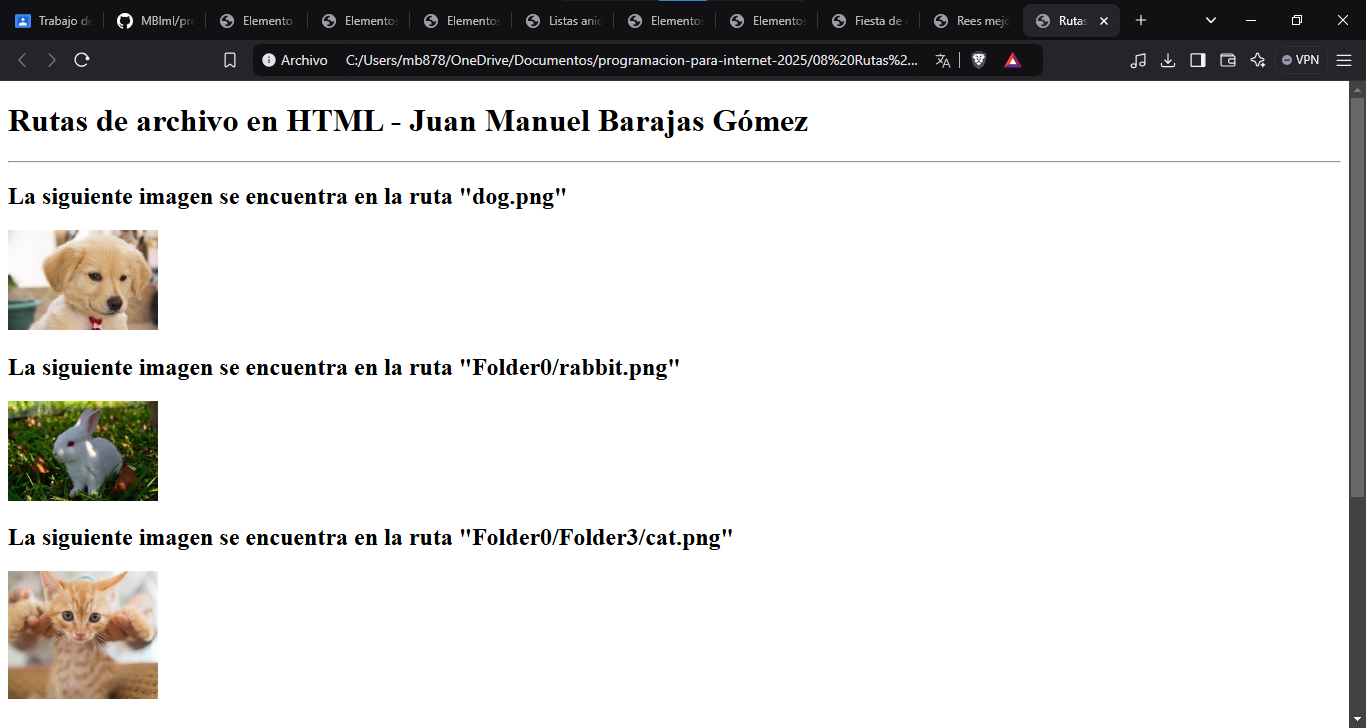 Trabajo de
MBIml/pro
Elemento
Elementos
Elementos
Listas anid
Elementos
Elementos
Fiesta de
Rees mejo
Rutas
Archivo C:/Users/mb878/OneDrive/Documentos/programacion-para-internet-2025/08%20Rutas%2... VPN
Rutas de archivo en HTML - Juan Manuel Barajas Gómez
La siguiente imagen se encuentra en la ruta "dog.png"
La siguiente imagen se encuentra en la ruta "Folder0/rabbit.png"
La siguiente imagen se encuentra en la ruta "Folder0/Folder3/cat.png"